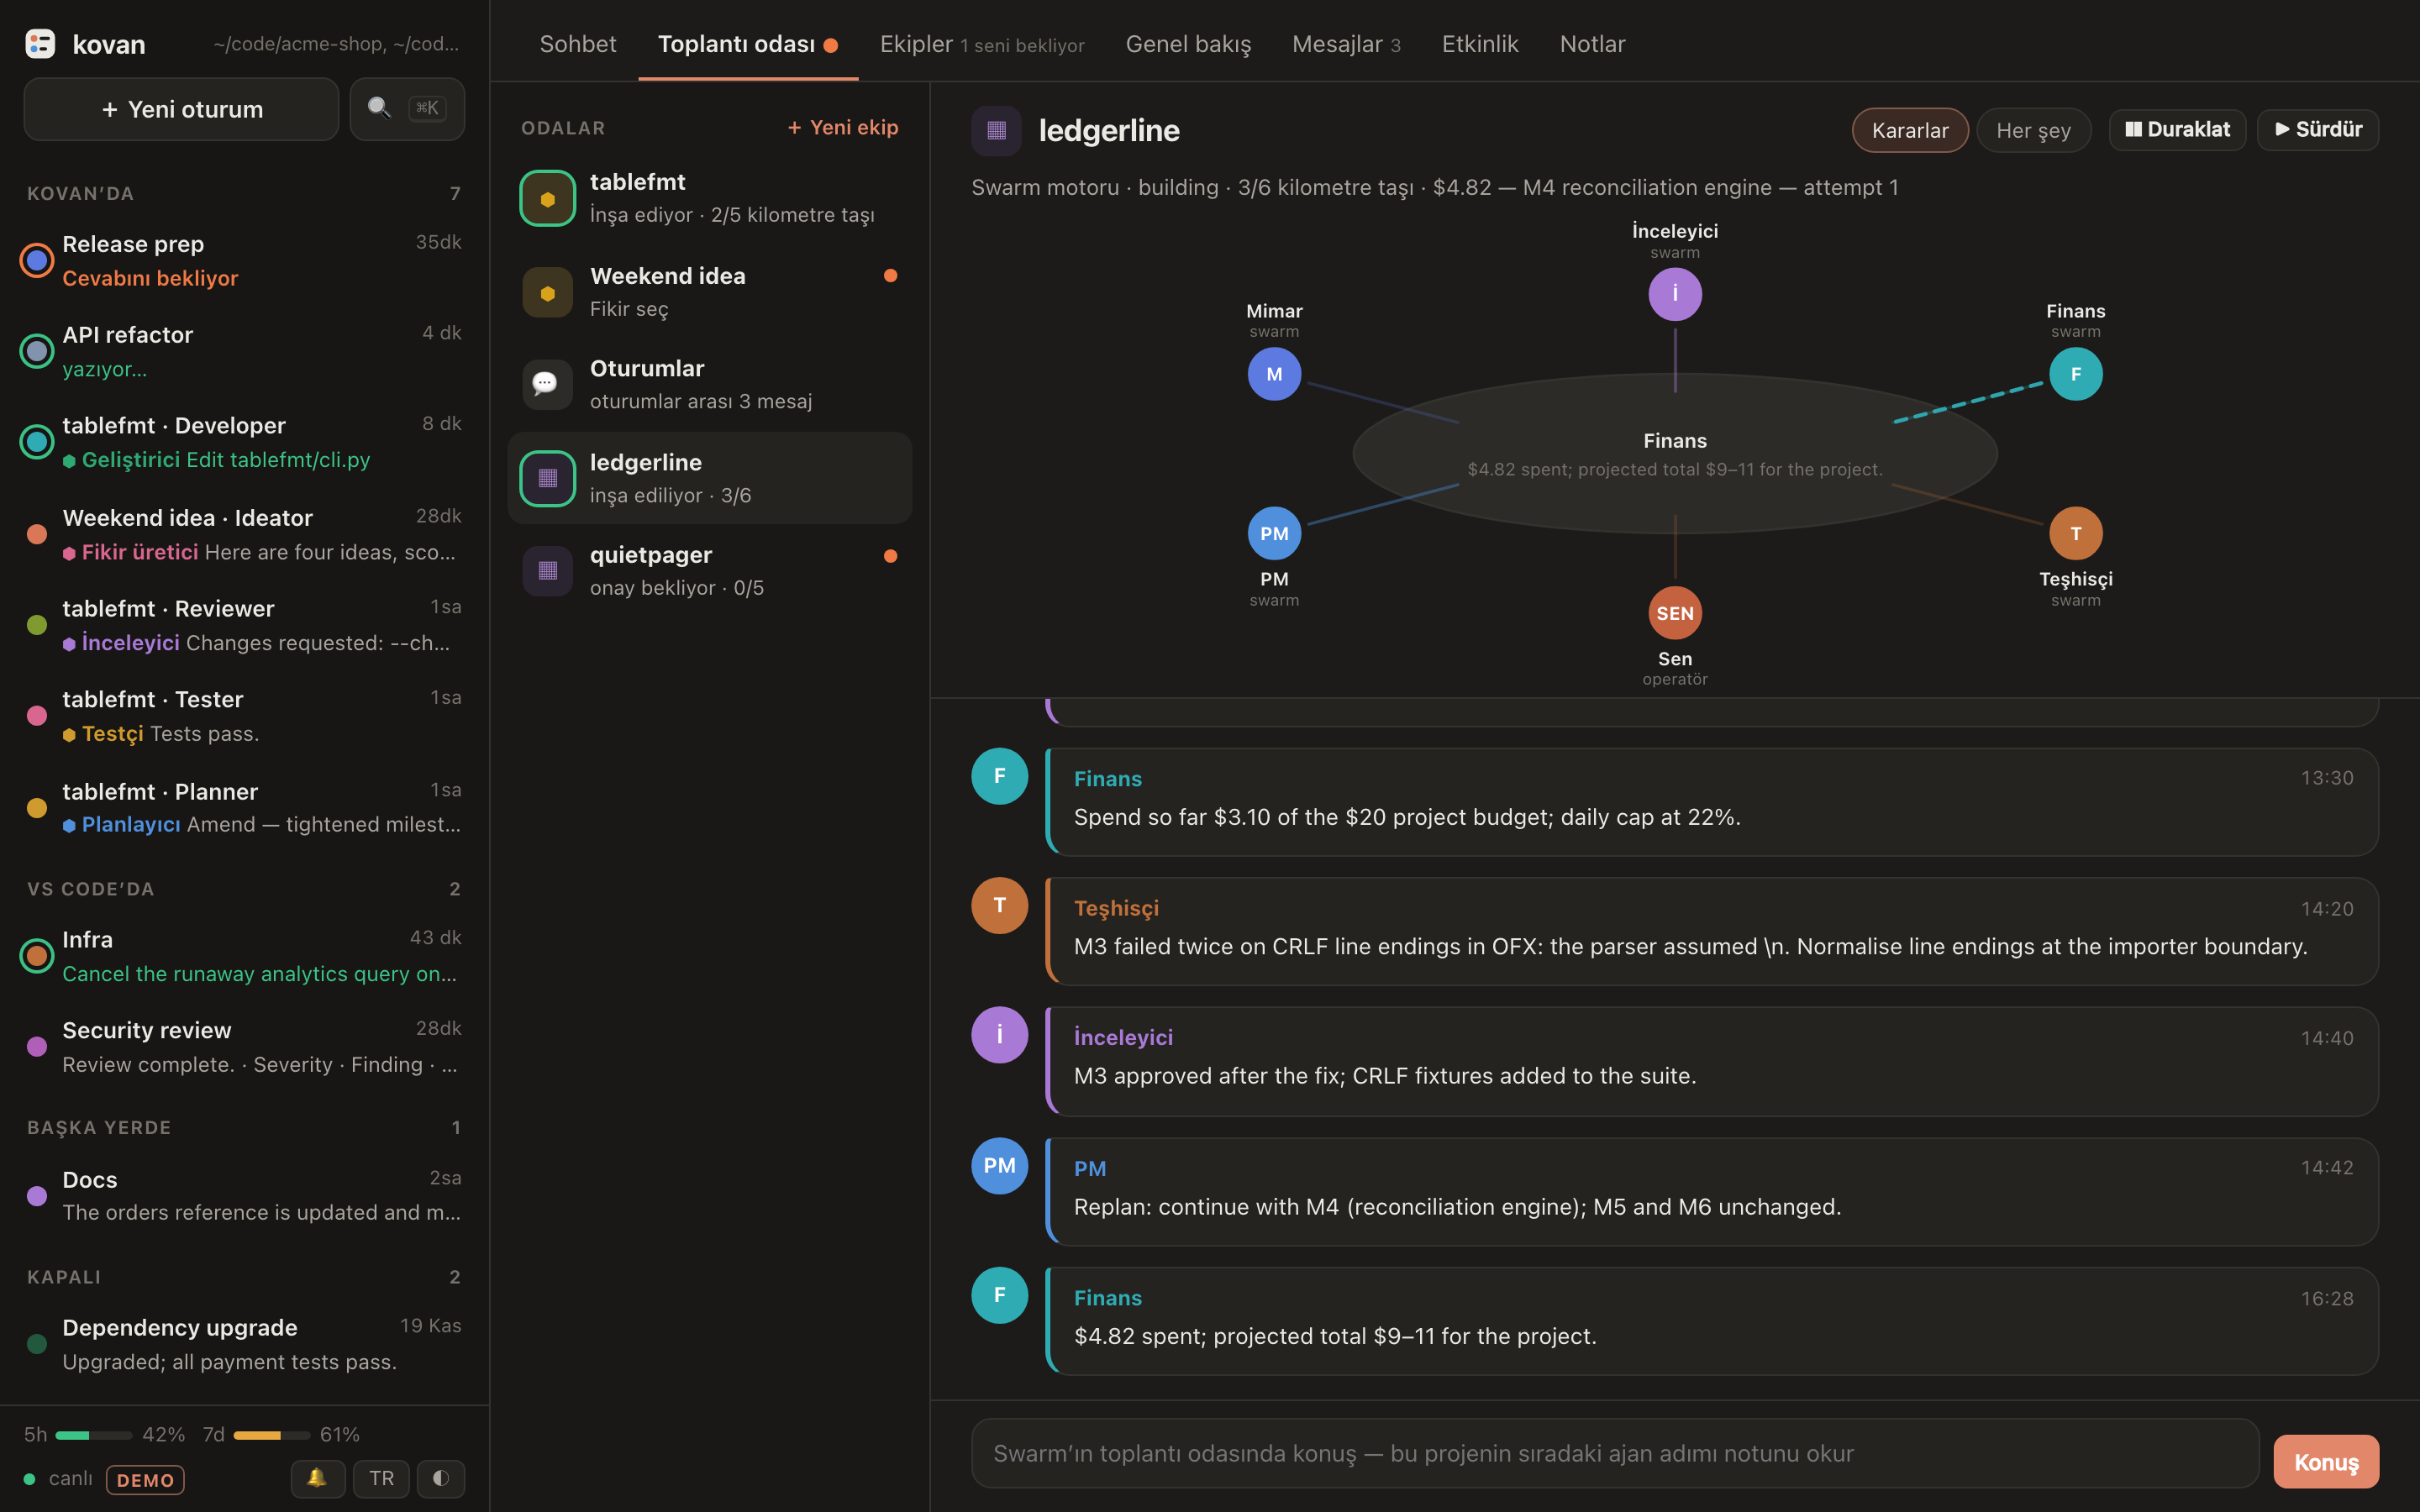 kovan
~/code/acme-shop, ~/cod...
+ Yeni oturum
⌘K
KOVAN'DA 7
Release prep 35dk
Cevabını bekliyor
API refactor 4 dk
yazıyor...
tablefmt · Developer 8 dk
Geliştirici Edit tablefmt/cli.py
Weekend idea · Ideator 28dk
Fikir üretici Here are four ideas, sco...
tablefmt · Reviewer 1sa
İnceleyici Changes requested: --ch...
tablefmt · Tester 1sa
Testçi Tests pass.
tablefmt · Planner 1sa
Planlayıcı Amend — tightened milest...
VS CODE'DA 2
Infra 43 dk
Cancel the runaway analytics query on...
Security review 28dk
Review complete. · Severity · Finding · ...
BAŞKA YERDE 1
Docs 2sa
The orders reference is updated and m...
KAPALI 2
Dependency upgrade 19 Kas
Upgraded; all payment tests pass.
5h 42% 7d 61%
canlı DEMO TR
Sohbet Toplantı odası Ekipler 1 seni bekliyor Genel bakış Mesajlar 3 Etkinlik Notlar
ODALAR + Yeni ekip
tablefmt
İnşa ediyor · 2/5 kilometre taşı
Weekend idea
Fikir seç
Oturumlar
oturumlar arası 3 mesaj
ledgerline
inşa ediliyor · 3/6
quietpager
onay bekliyor · 0/5
ledgerline
Kararlar Her şey Duraklat Sürdür
Swarm motoru · building · 3/6 kilometre taşı · $4.82 — M4 reconciliation engine — attempt 1
İnceleyici
swarm
İ
Mimar
swarm
M
Finans
swarm
F
Finans
$4.82 spent; projected total $9–11 for the project.
PM
PM
swarm
T
Teşhisçi
swarm
SEN
Sen
operatör
F
Finans 13:30
Spend so far $3.10 of the $20 project budget; daily cap at 22%.
T
Teşhisçi 14:20
M3 failed twice on CRLF line endings in OFX: the parser assumed \n. Normalise line endings at the importer boundary.
İ
İnceleyici 14:40
M3 approved after the fix; CRLF fixtures added to the suite.
PM
PM 14:42
Replan: continue with M4 (reconciliation engine); M5 and M6 unchanged.
F
Finans 16:28
$4.82 spent; projected total $9–11 for the project.
Swarm'ın toplantı odasında konuş — bu projenin sıradaki ajan adımı notunu okur
Konuş